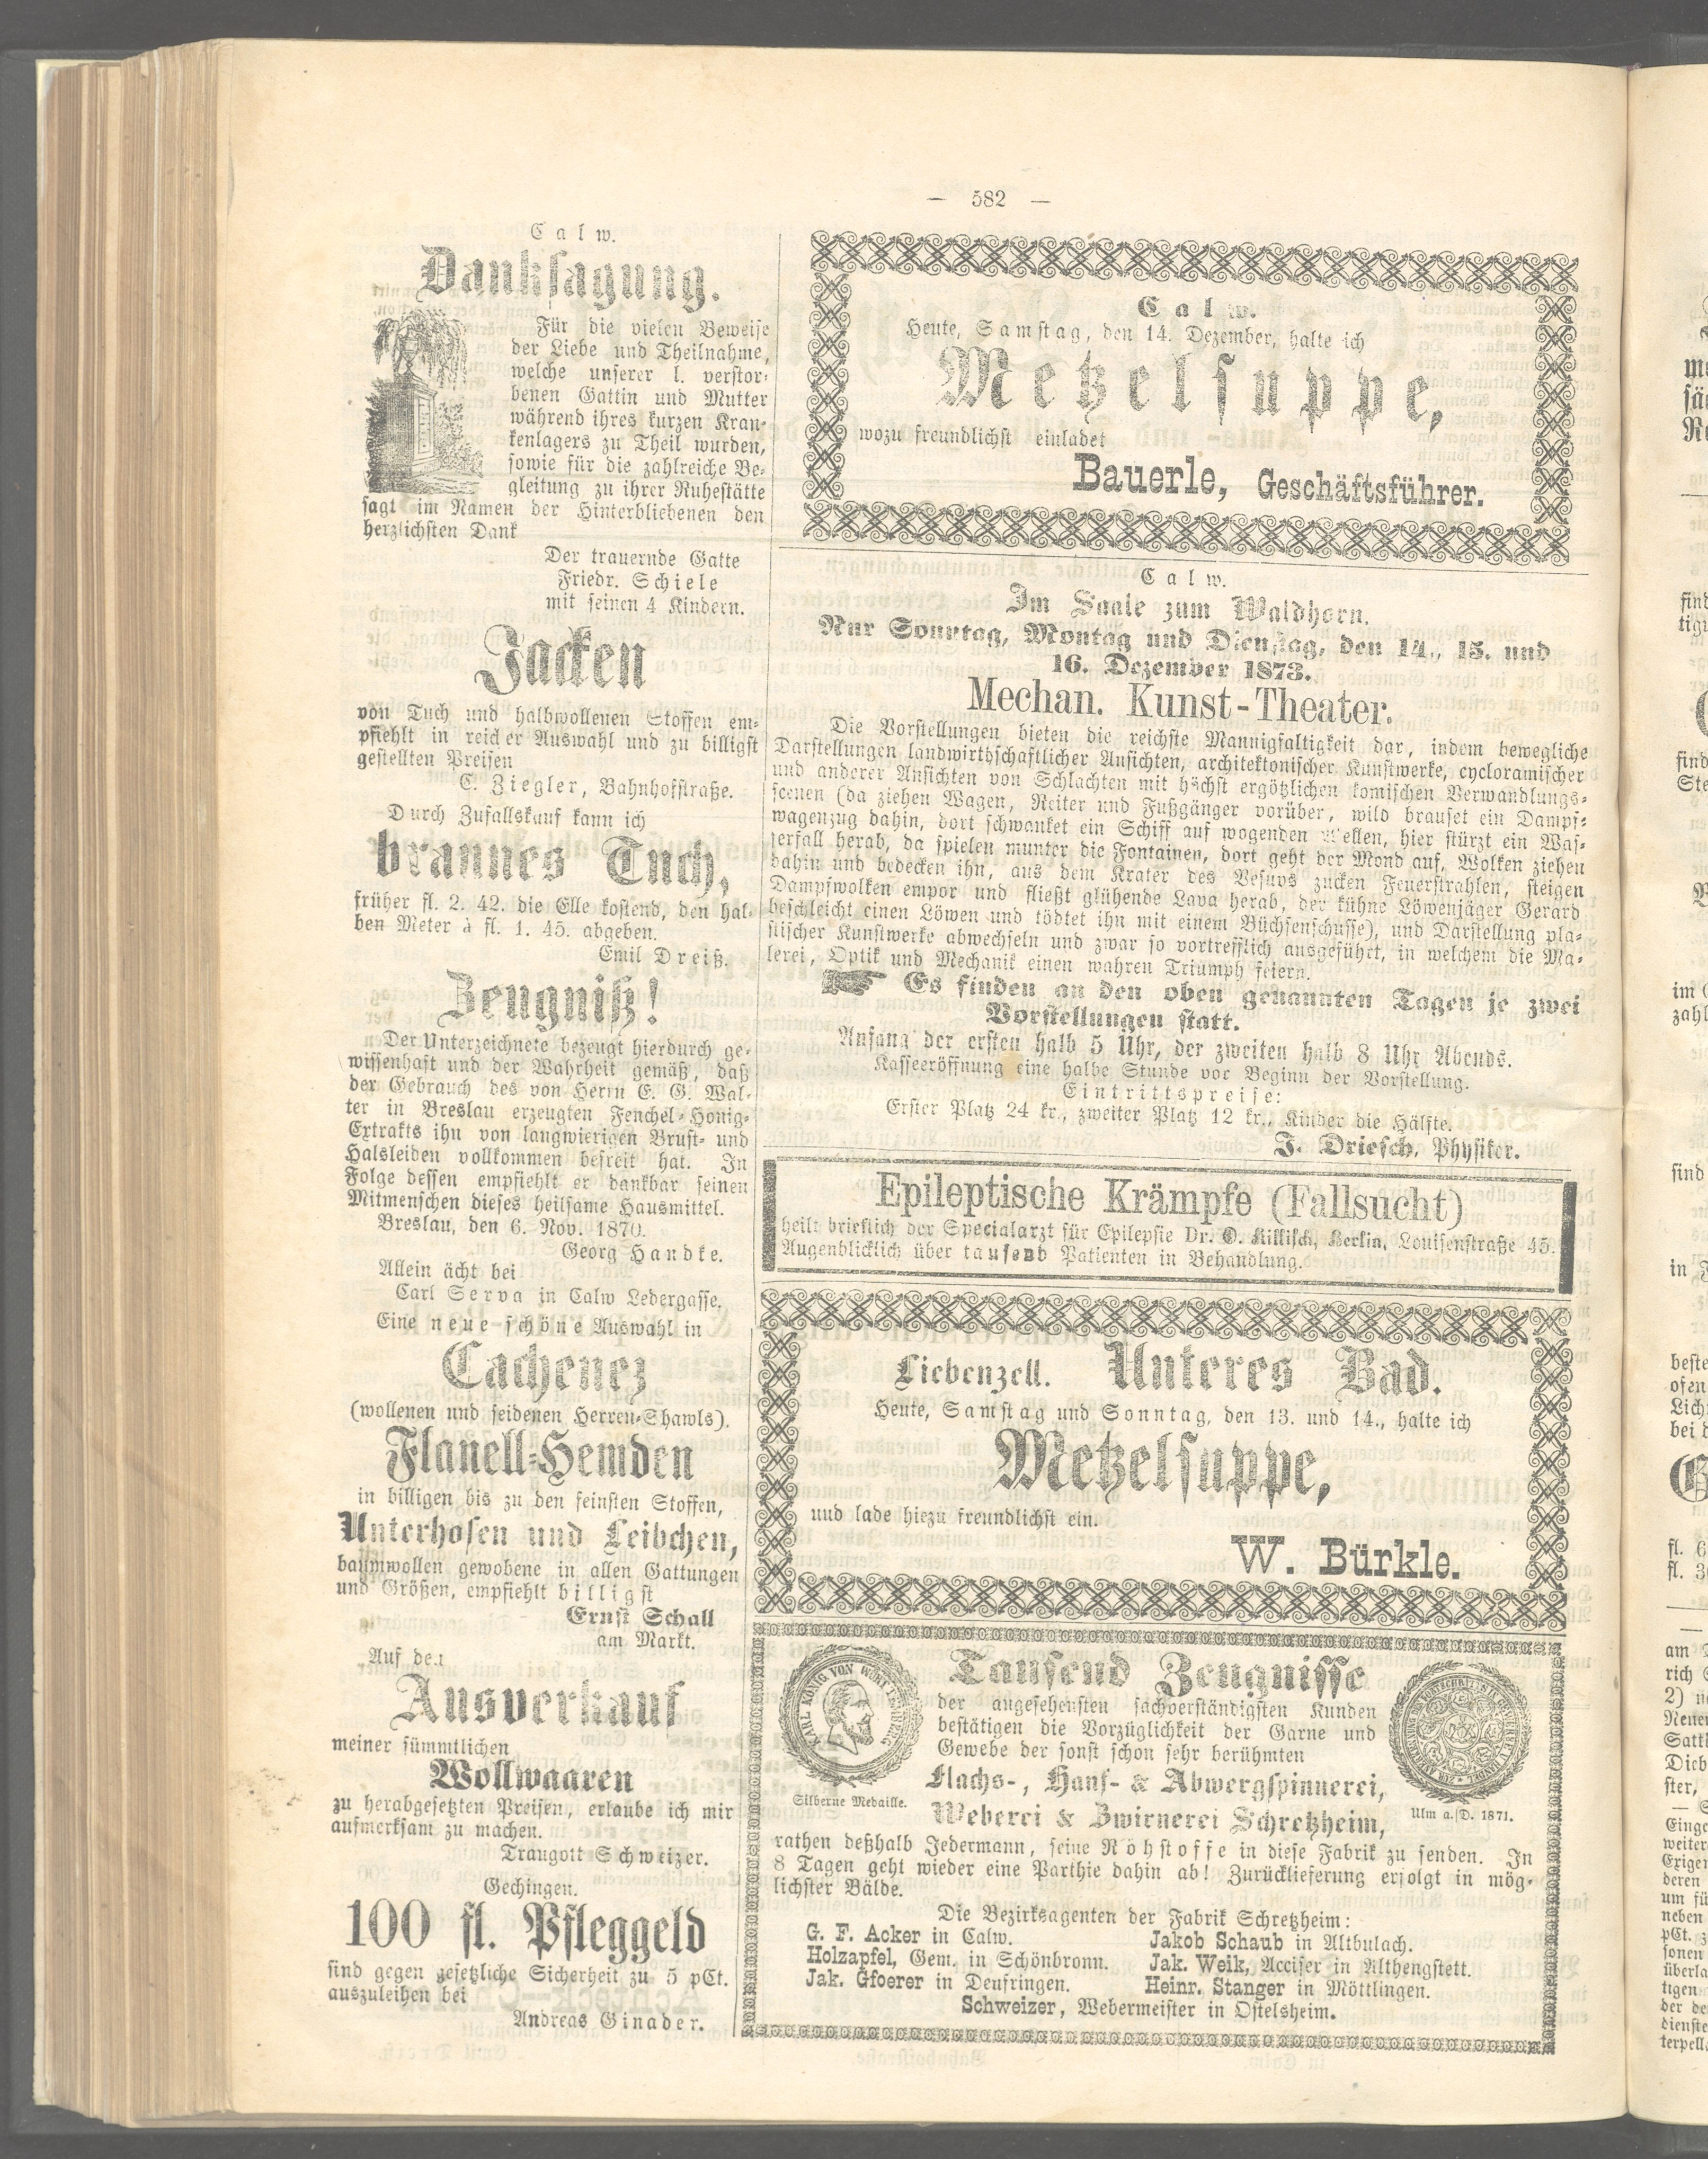 — 582 —
Calw.
Danksagung.
Für die vielen Beweise
der Liebe und Theilnahme,
welche unserer l. verstor-
benen Gattin und Mutter
während ihres kurzen Kran-
kenlagers zu Theil wurden,
sowie für die zahlreiche Be-
gleitung zu ihrer Ruhestätte
sagt im Namen der Hinterbliebenen den
herzlichsten Dank
Der trauernde Gatte
Friedr. Schiele
mit seinen 4 Kindern.
Jacken
von Tuch und halbwollenen Stoffen em-
pfiehlt in reicher Auswahl und zu billigst
gestellten Preisen
C. Ziegler, Bahnhofstraße.
Durch Zufallskauf kann ich
braunes Tuch,
früher fl. 2. 42. die Elle kostend, den hal-
ben Meter à fl. 1. 45. abgeben.
Emil Dreiß.
Zeugniß!
Der Unterzeichnete bezeugt hierdurch ge-
wissenhaft und der Wahrheit gemäß, daß
der Gebrauch des von Herrn E. G. Wal-
ter in Breslau erzeugten Fenchel-Honig-
Extrakts ihn von langwierigen Brust- und
Halsleiden vollkommen befreit hat. In
Folge dessen empfiehlt er dankbar seinen
Mitmenschen dieses heilsame Hausmittel.
Breslau, den 6. Nov. 1870.
Georg Handke.
Allein ächt bei
Carl Serva in Calw Ledergasse.
Eine neue schöne Auswahl in
Cachenez
(wollenen und seidenen Herren-Shawls).
Flanell-Hemden
in billigen bis zu den feinsten Stoffen,
Unterhosen und Leibchen,
baumwollen gewobene in allen Gattungen
und Größen, empfiehlt billigst
Ernst Schall
am Markt.
Auf den
Ausverkauf
meiner sämmtlichen
Wollwaaren
zu herabgesetzten Preisen, erlaube ich mir
aufmerksam zu machen.
Traugott Schweizer.
Gechingen.
100 fl. Pfleggeld
sind gegen gesetzliche Sicherheit zu 5 pCt.
auszuleihen bei
Andreas Ginader.
Calw.
Heute, Samstag, den 14. Dezember, halte ich
Metzelsuppe,
wozu freundlichst einladet
Bauerle, Geschäftsführer.
Calw.
Im Saale zum Waldhorn.
Nur Sonntag, Montag und Dienstag, den 14., 15. und
16. Dezember 1873.
Mechan. Kunst-Theater.
Die Vorstellungen bieten die reichste Mannigfaltigkeit dar, indem bewegliche
Darstellungen landwirthschaftlicher Ansichten, architektonischer Kunstwerke, cycloramischer
und anderer Ansichten von Schlachten mit höchst ergötzlichen komischen Verwandlungs-
scenen (da ziehen Wagen, Reiter und Fußgänger vorüber, wild brauset ein Dampf-
wagenzug dahin, dort schwanket ein Schiff auf wogenden Wellen, hier stürzt ein Was-
serfall herab, da spielen munter die Fontainen, dort geht der Mond auf, Wolken ziehen
dahin und bedecken ihn, aus dem Krater des Vesuvs zucken Feuerstrahlen, steigen
Dampfwolken empor und fließt glühende Lava herab, der kühne Löwenjäger Gerard
beschleicht einen Löwen und tödtet ihn mit einem Büchsenschusse), und Darstellung pla-
stischer Kunstwerke abwechseln und zwar so vortrefflich ausgeführt, in welchem die Ma-
lerei, Optik und Mechanik einen wahren Triumph feiern.
Es finden an den oben genannten Tagen je zwei
Vorstellungen statt.
Anfang der ersten halb 5 Uhr, der zweiten halb 8 Uhr Abends.
Kasseeröffnung eine halbe Stunde vor Beginn der Vorstellung.
Eintrittspreise:
Erster Platz 24 kr., zweiter Platz 12 kr., Kinder die Hälfte.
J. Driesch, Physiker.
Epileptische Krämpfe (Fallsucht)
heilt brieflich der Specialarzt für Epilepsie Dr. O. Killisch, Berlin, Louisenstraße 45.
Augenblicklich über tausend Patienten in Behandlung.
Liebenzell. Unteres Bad.
Heute, Samstag und Sonntag, den 13. und 14., halte ich
Metzelsuppe,
und lade hiezu freundlichst ein.
W. Bürkle.
KARL KÖNIG VON WÜRTTEMBERG
Silberne Medaille.
Tausend Zeugnisse
der angesehensten sachverständigsten Kunden
bestätigen die Vorzüglichkeit der Garne und
Gewebe der sonst schon sehr berühmten
Flachs-, Hanf- & Abwergspinnerei,
Weberei & Zwirnerei Schretzheim,
Ulm a./D. 1871.
rathen deßhalb Jedermann, seine Rohstoffe in diese Fabrik zu senden. In
8 Tagen geht wieder eine Parthie dahin ab! Zurücklieferung erfolgt in mög-
lichster Bälde.
Die Bezirksagenten der Fabrik Schretzheim:
G. F. Acker in Calw.
Holzapfel, Gem. in Schönbronn.
Jak. Gfoerer in Deufringen.
Jakob Schaub in Altbulach.
Jak. Weik, Acciser in Althengstett.
Heinr. Stanger in Möttlingen.
Schweizer, Webermeister in Ostelsheim.